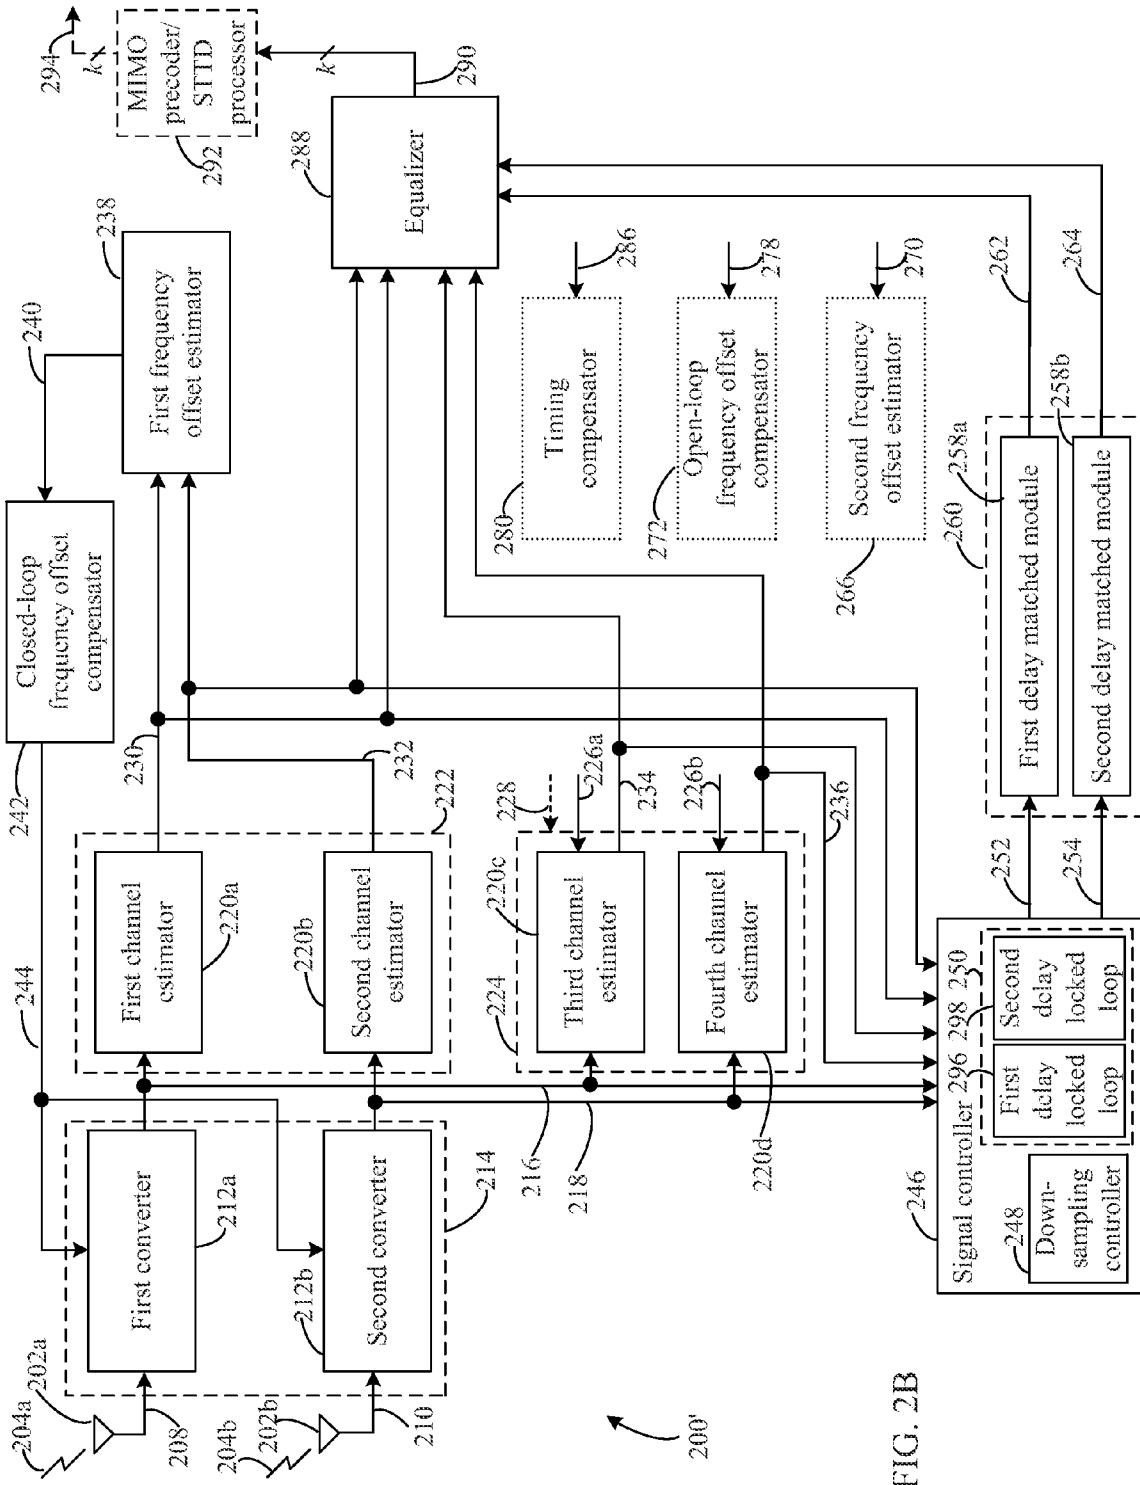 204a
202a
208
204b
202b
210
First converter
212a
212b
Second converter
214
244
216
218
First channel
estimator
220a
220b
Second channel
estimator
222
224
220c
Third channel
estimator
Fourth channel
estimator
220d
228
226a
226b
234
236
230
232
242
Closed-loop
frequency offset
compensator
240
238
First frequency
offset estimator
288
Equalizer
290
k
MIMO
precoder/
STTD
processor
292
k
294
280
Timing
compensator
286
272
Open-loop
frequency offset
compensator
278
266
Second frequency
offset estimator
270
246
Signal controller
248
Down-
sampling
controller
296
First
delay
locked
loop
298
Second
delay
locked
loop
250
252
254
260
258a
First delay matched module
258b
Second delay matched module
262
264
200'
FIG. 2B